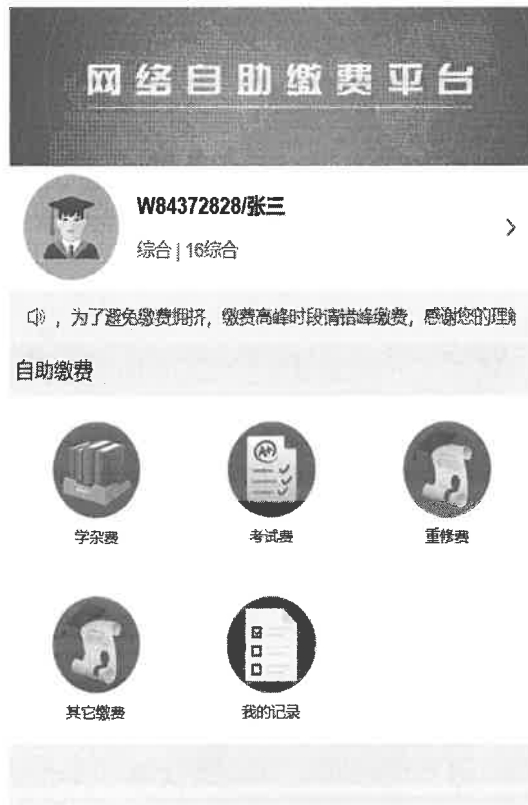 网络自助缴费平台
W84372828/张三
综合 | 16综合
，为了避免缴费拥挤，缴费高峰时段请错峰缴费，感谢您的理
自助缴费
A+
学杂费
考试费
重修费
其它缴费
我的记录